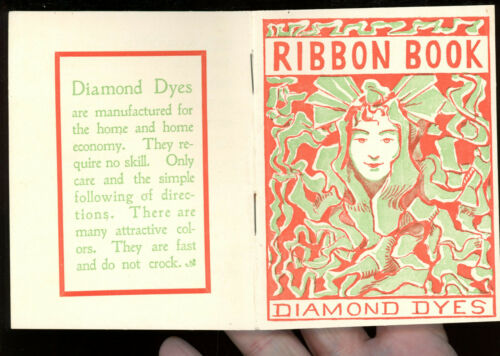 Diamond Dyes
are manufactured for
the home and home
economy. They re-
quire no skill. Only
care and the simple
following of direc-
tions. There are
many attractive col-
ors. They are fast
and do not crock.
RIBBON BOOK
DIAMOND DYES